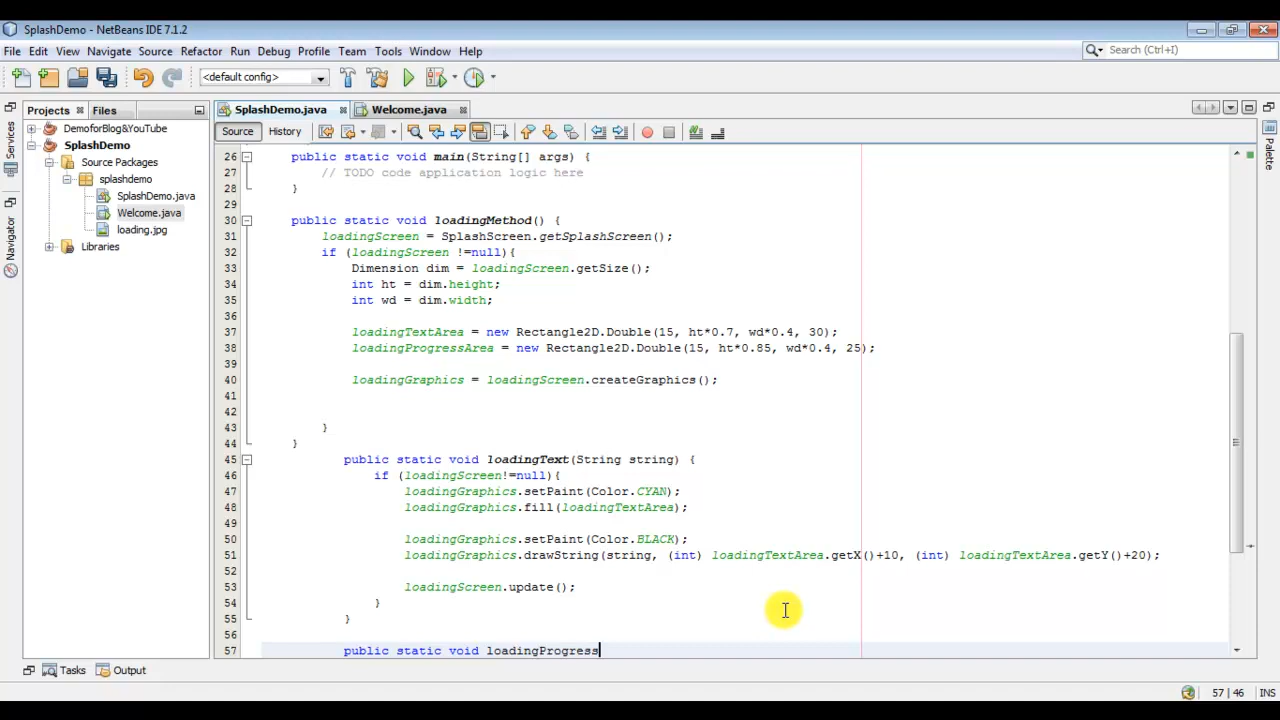 SplashDemo - NetBeans IDE 7.1.2
File Edit View Navigate Source Refactor Run Debug Profile Team Tools Window Help
Search (Ctrl+I)
<default config>
Projects
Files
SplashDemo.java
Welcome.java
Services
Navigator
Palette
DemoforBlog&YouTube
SplashDemo
Source Packages
splashdemo
SplashDemo.java
Welcome.java
loading.jpg
Libraries
Source History
26 public static void main(String[] args) {
27 // TODO code application logic here
28 }
29
30 public static void loadingMethod() {
31 loadingScreen = SplashScreen.getSplashScreen();
32 if (loadingScreen !=null){
33 Dimension dim = loadingScreen.getSize();
34 int ht = dim.height;
35 int wd = dim.width;
36
37 loadingTextArea = new Rectangle2D.Double(15, ht*0.7, wd*0.4, 30);
38 loadingProgressArea = new Rectangle2D.Double(15, ht*0.85, wd*0.4, 25);
39
40 loadingGraphics = loadingScreen.createGraphics();
41
42
43 }
44 }
45 public static void loadingText(String string) {
46 if (loadingScreen!=null){
47 loadingGraphics.setPaint(Color.CYAN);
48 loadingGraphics.fill(loadingTextArea);
49
50 loadingGraphics.setPaint(Color.BLACK);
51 loadingGraphics.drawString(string, (int) loadingTextArea.getX()+10, (int) loadingTextArea.getY()+20);
52
53 loadingScreen.update();
54 }
55 }
56
57 public static void loadingProgress
Tasks Output
57 | 46 INS